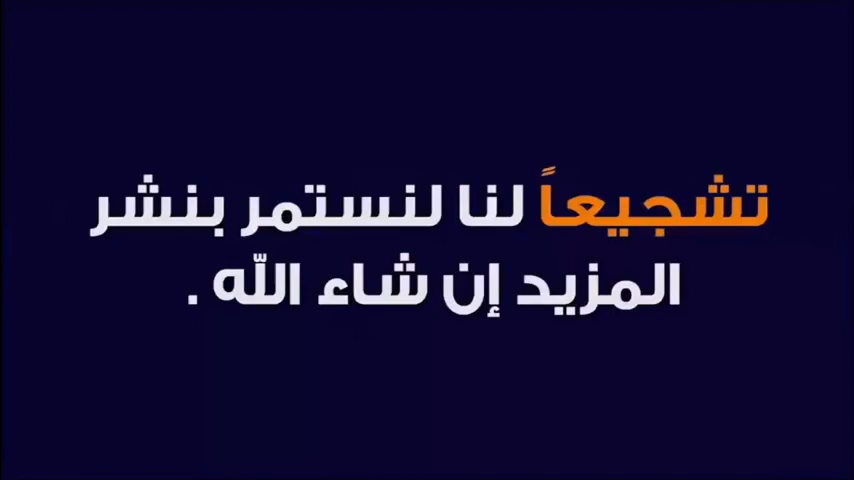 تشجيعاً لنا لنستمر بنشر
المزيد إن شاء الله .